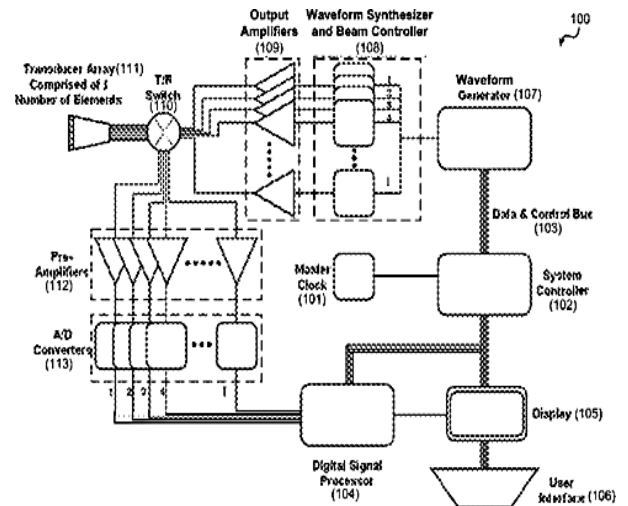 100
Output
Amplifiers
(109)
Waveform Synthesizer
and Beam Controller
(108)
Transducer Array (111)
Comprised of
Number of Elements
T/R
Switch
(110)
Waveform
Generator (107)
Data & Control Bus
(103)
Pre-
Amplifiers
(112)
Master
Clock
(101)
System
Controller
(102)
A/D
Converters
(113)
1 2 3 4
Display (105)
Digital Signal
Processor
(104)
User
Interface (106)